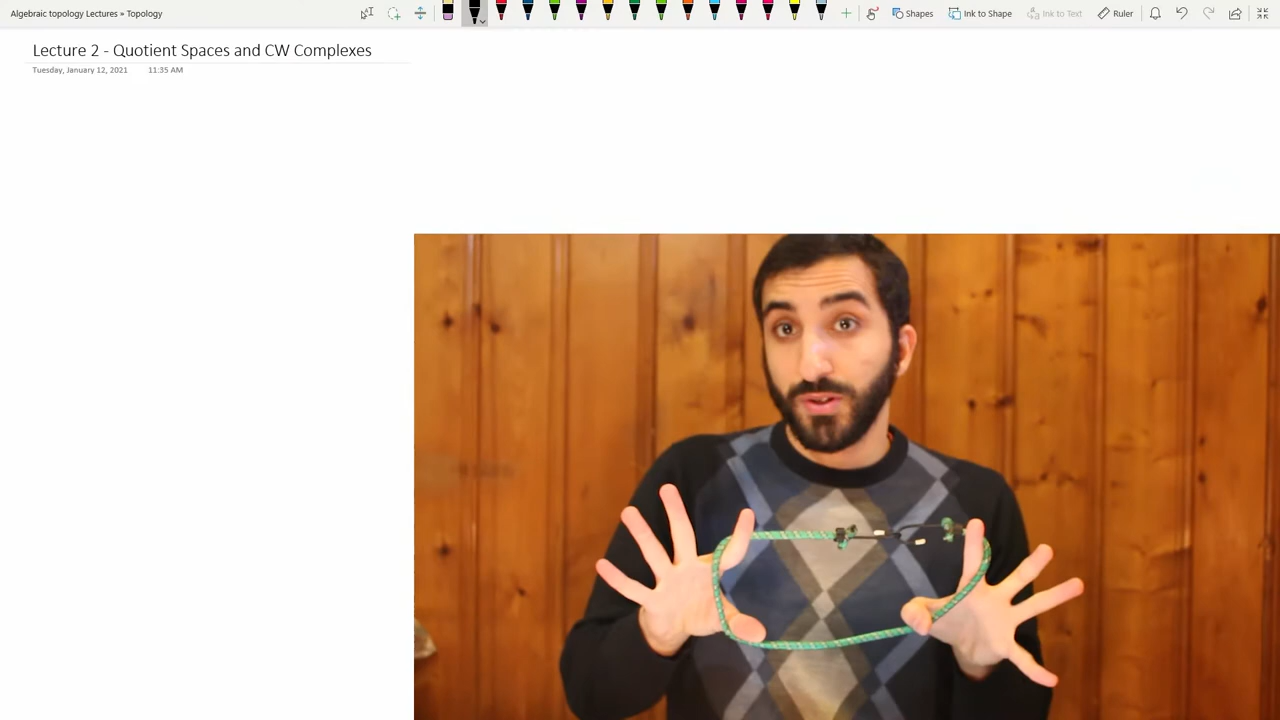 Algebraic topology Lectures » Topology
Shapes
Ink to Shape
Ink to Text
Ruler
Lecture 2 - Quotient Spaces and CW Complexes
Tuesday, January 12, 2021 11:35 AM